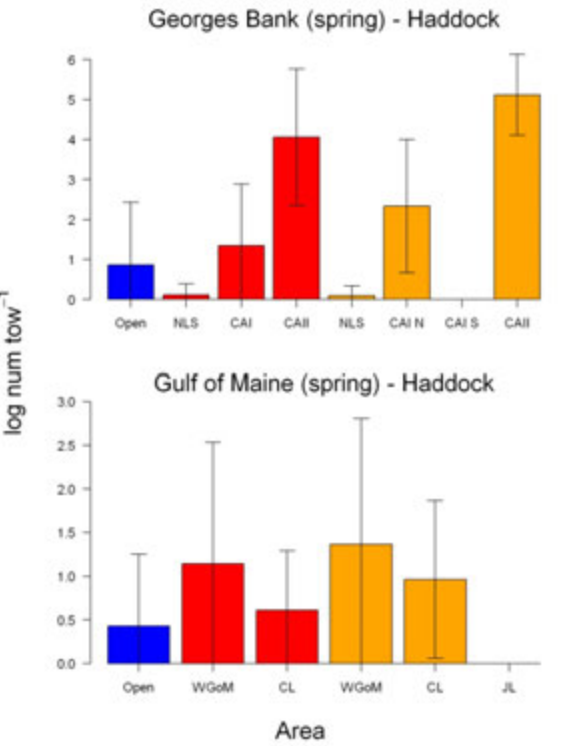 Georges Bank (spring) - Haddock
6
5
4
3
2
1
0
Open NLS CAI CAII NLS CAI N CAI S CAII
log num tow⁻¹
Gulf of Maine (spring) - Haddock
3.0
2.5
2.0
1.5
1.0
0.5
0.0
Open WGoM CL WGoM CL JL
Area